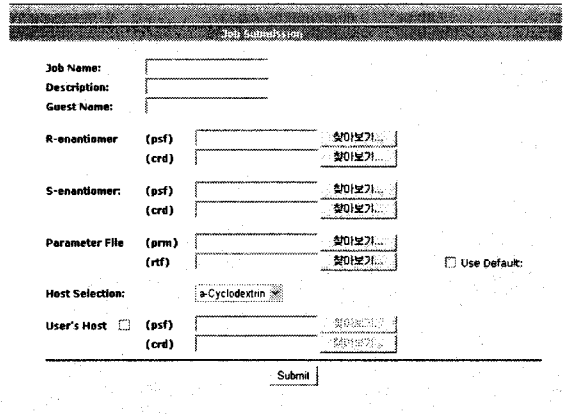 Job Submission
Job Name:
Description:
Guest Name:
R-enantiomer (psf) 찾아보기...
(crd) 찾아보기...
S-enantiomer: (psf) 찾아보기...
(crd) 찾아보기...
Parameter File (prm) 찾아보기...
(rtf) 찾아보기... Use Default:
Host Selection: a-Cyclodextrin
User's Host (psf) 찾아보기...
(crd) 찾아보기...
Submit